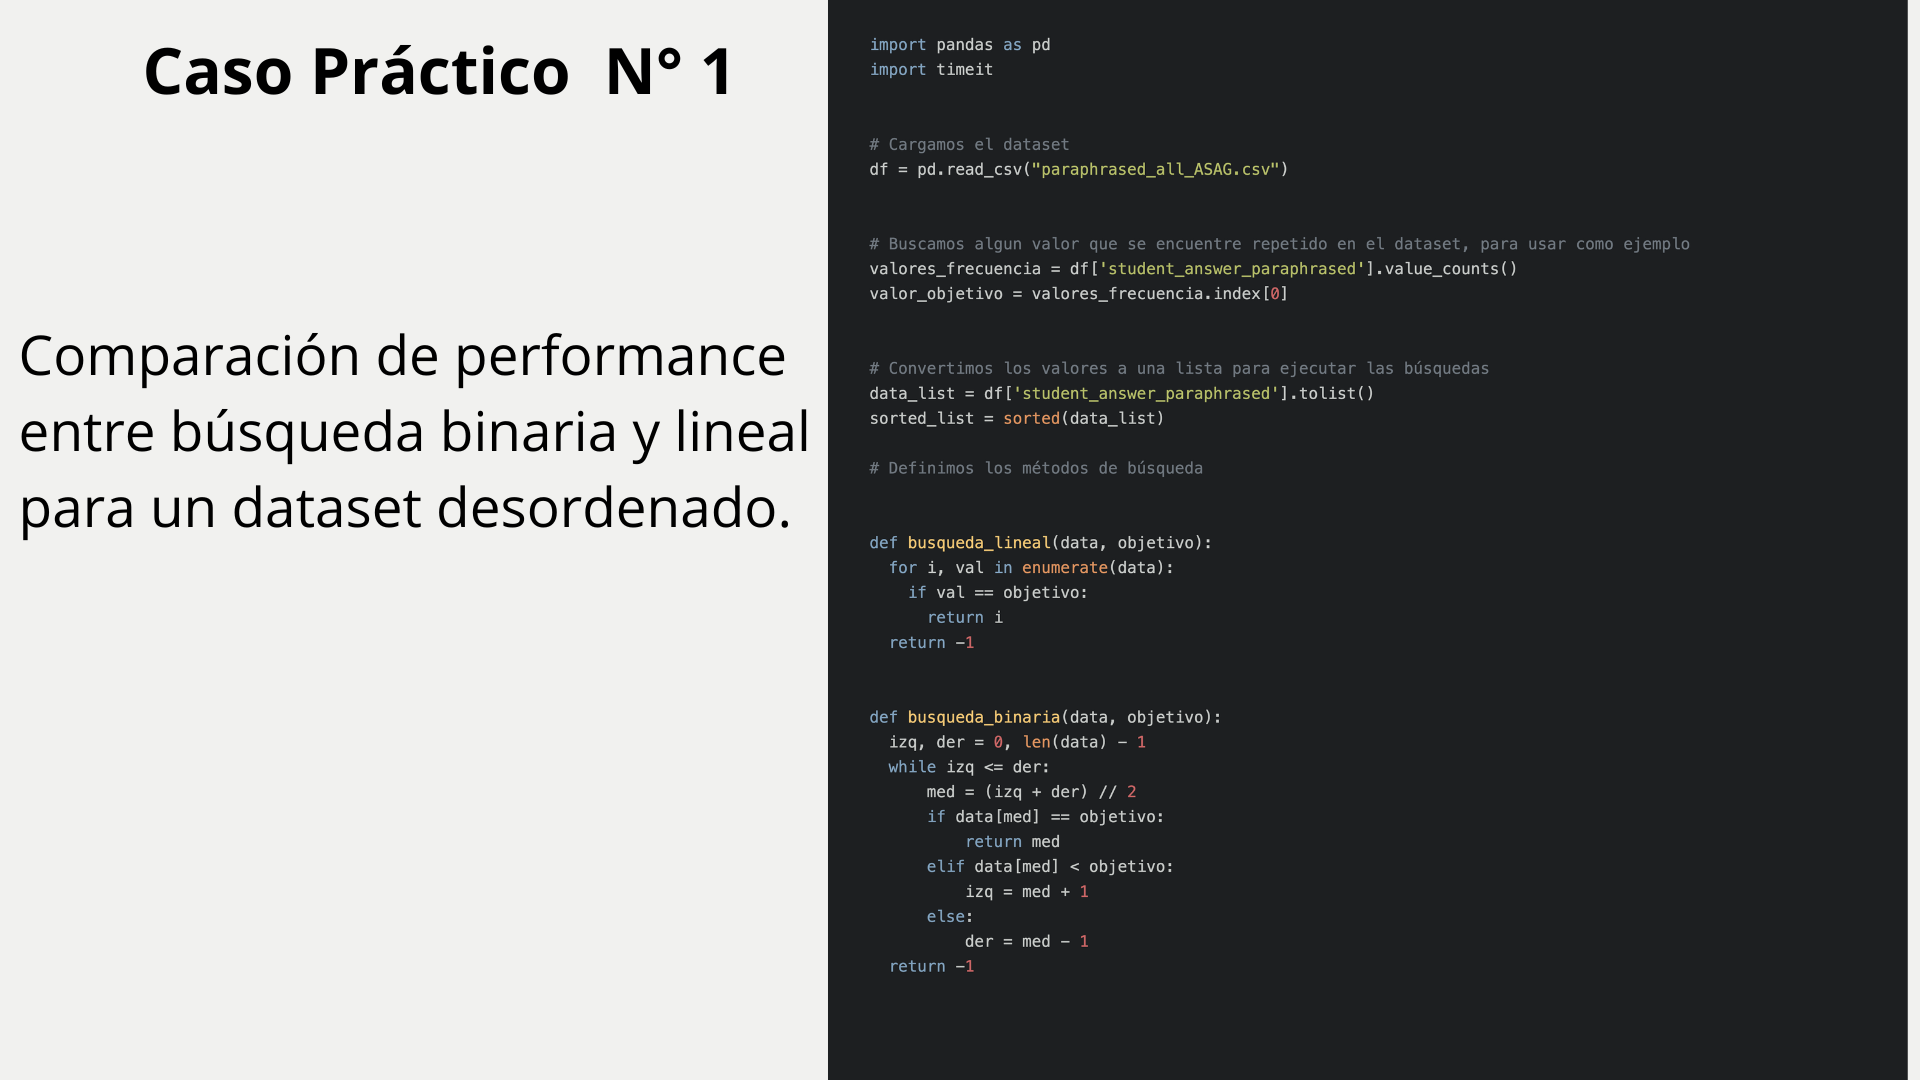 Caso Práctico  N° 1
Comparación de performance
entre búsqueda binaria y lineal
para un dataset desordenado.
import pandas as pd
import timeit
# Cargamos el dataset
df = pd.read_csv("paraphrased_all_ASAG.csv")
# Buscamos algun valor que se encuentre repetido en el dataset, para usar como ejemplo
valores_frecuencia = df['student_answer_paraphrased'].value_counts()
valor_objetivo = valores_frecuencia.index[0]
# Convertimos los valores a una lista para ejecutar las búsquedas
data_list = df['student_answer_paraphrased'].tolist()
sorted_list = sorted(data_list)
# Definimos los métodos de búsqueda
def busqueda_lineal(data, objetivo):
  for i, val in enumerate(data):
    if val == objetivo:
      return i
  return -1
def busqueda_binaria(data, objetivo):
  izq, der = 0, len(data) - 1
  while izq <= der:
      med = (izq + der) // 2
      if data[med] == objetivo:
          return med
      elif data[med] < objetivo:
          izq = med + 1
      else:
          der = med - 1
  return -1